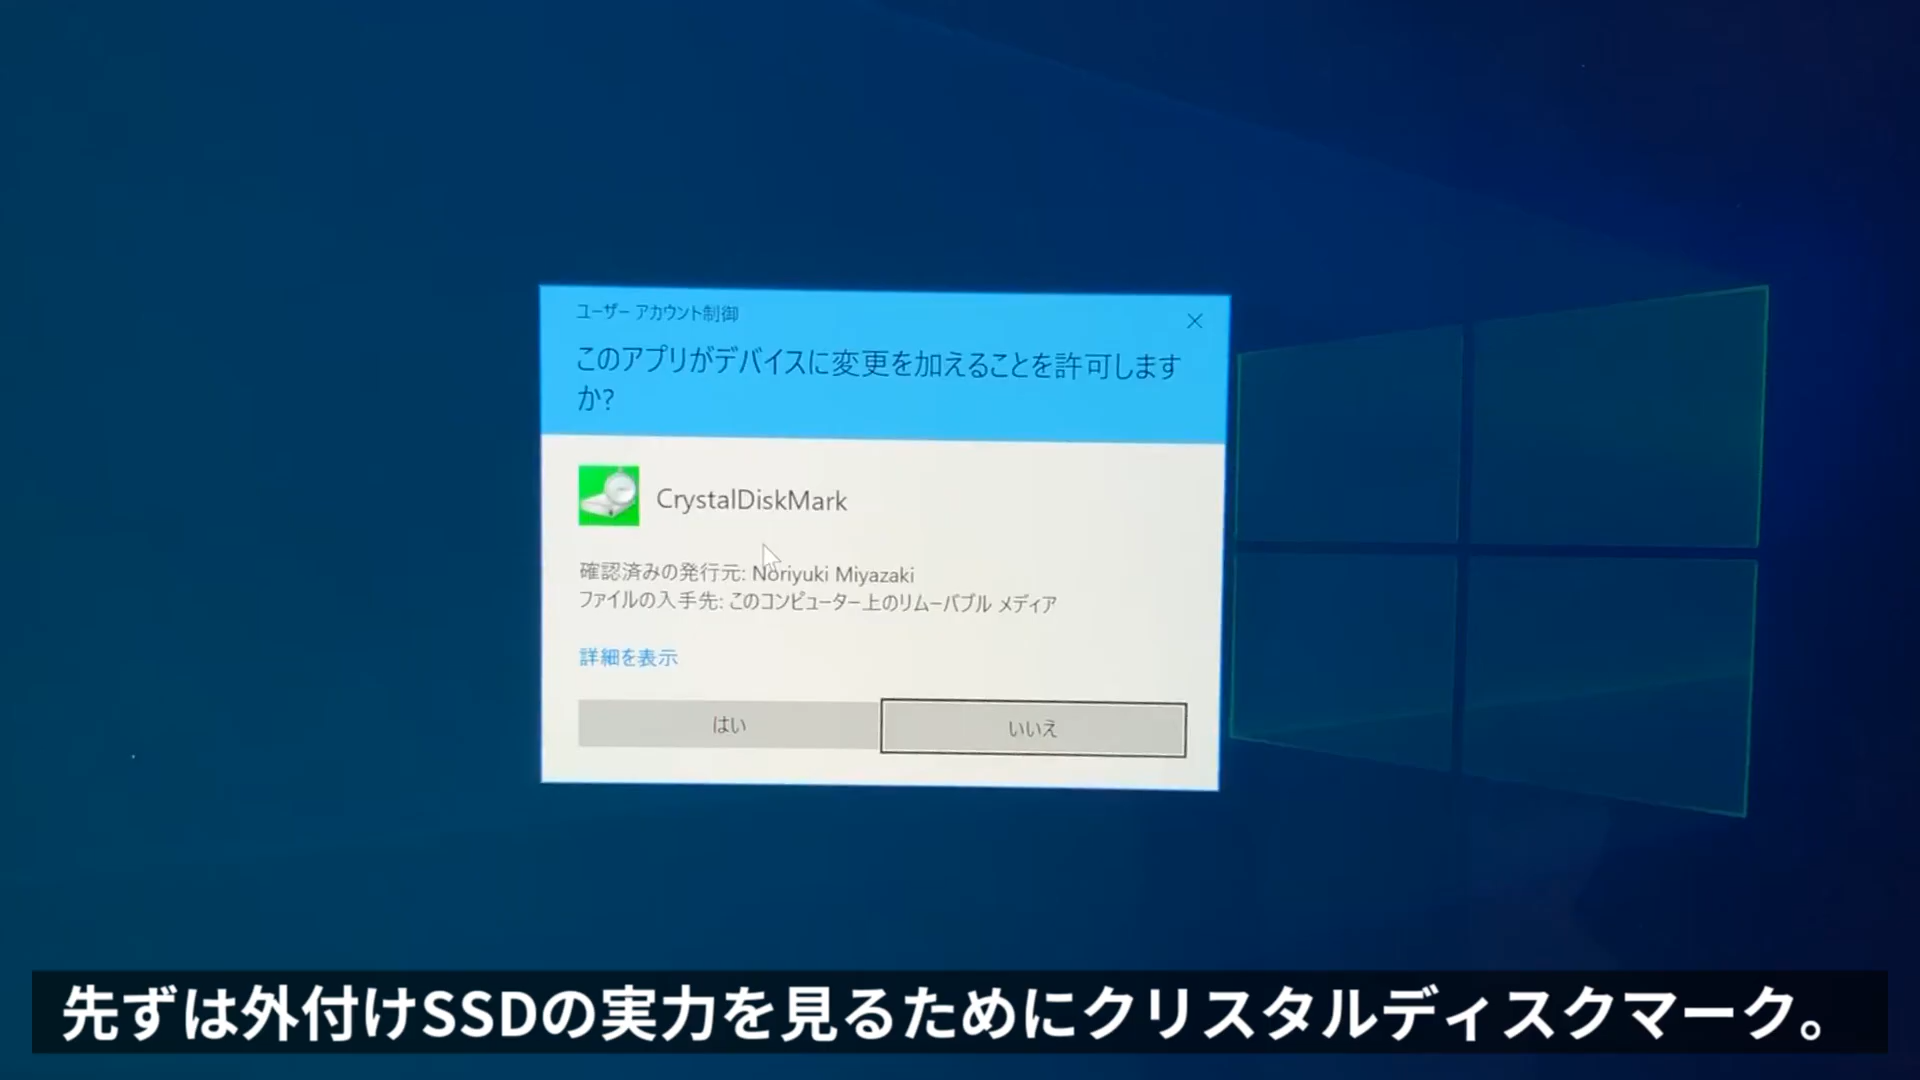 ユーザー アカウント制御
このアプリがデバイスに変更を加えることを許可します
か?
CrystalDiskMark
確認済みの発行元: Noriyuki Miyazaki
ファイルの入手先: このコンピューター上のリムーバブル メディア
詳細を表示
はい
いいえ
先ずは外付けSSDの実力を見るためにクリスタルディスクマーク。